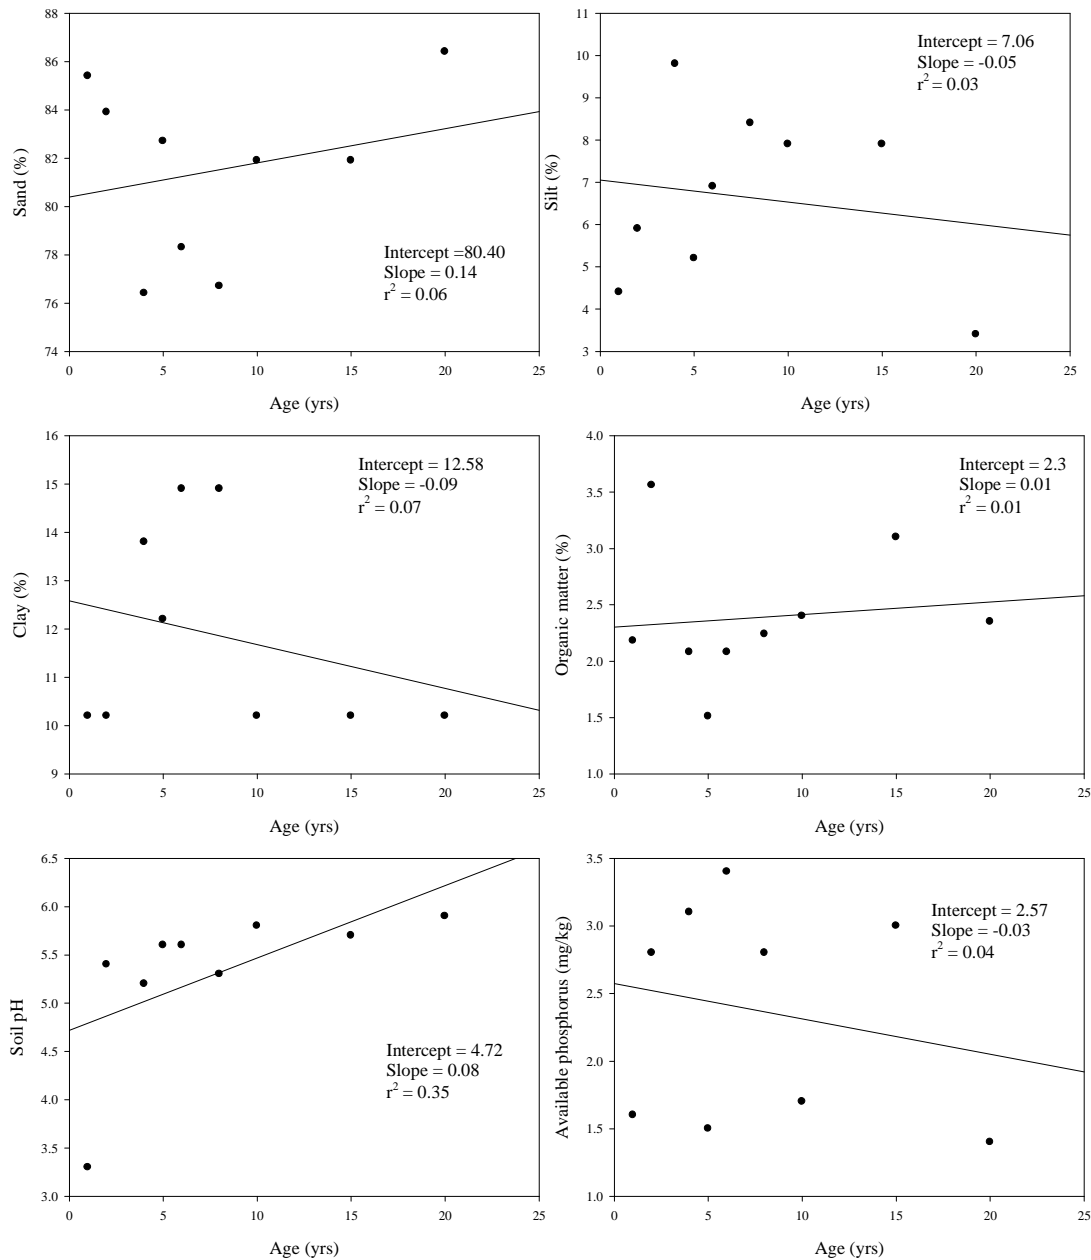 88
86
84
82
80
78
76
74
Sand (%)
Intercept =80.40
Slope = 0.14
r² = 0.06
0 5 10 15 20 25
Age (yrs)
11
10
9
8
7
6
5
4
3
Silt (%)
Intercept = 7.06
Slope = -0.05
r² = 0.03
0 5 10 15 20 25
Age (yrs)
16
15
14
13
12
11
10
9
Clay (%)
Intercept = 12.58
Slope = -0.09
r² = 0.07
0 5 10 15 20 25
Age (yrs)
4.0
3.5
3.0
2.5
2.0
1.5
1.0
Organic matter (%)
Intercept = 2.3
Slope = 0.01
r² = 0.01
0 5 10 15 20 25
Age (yrs)
6.5
6.0
5.5
5.0
4.5
4.0
3.5
3.0
Soil pH
Intercept = 4.72
Slope = 0.08
r² = 0.35
0 5 10 15 20 25
Age (yrs)
3.5
3.0
2.5
2.0
1.5
1.0
Available phosphorus (mg/kg)
Intercept = 2.57
Slope = -0.03
r² = 0.04
0 5 10 15 20 25
Age (yrs)